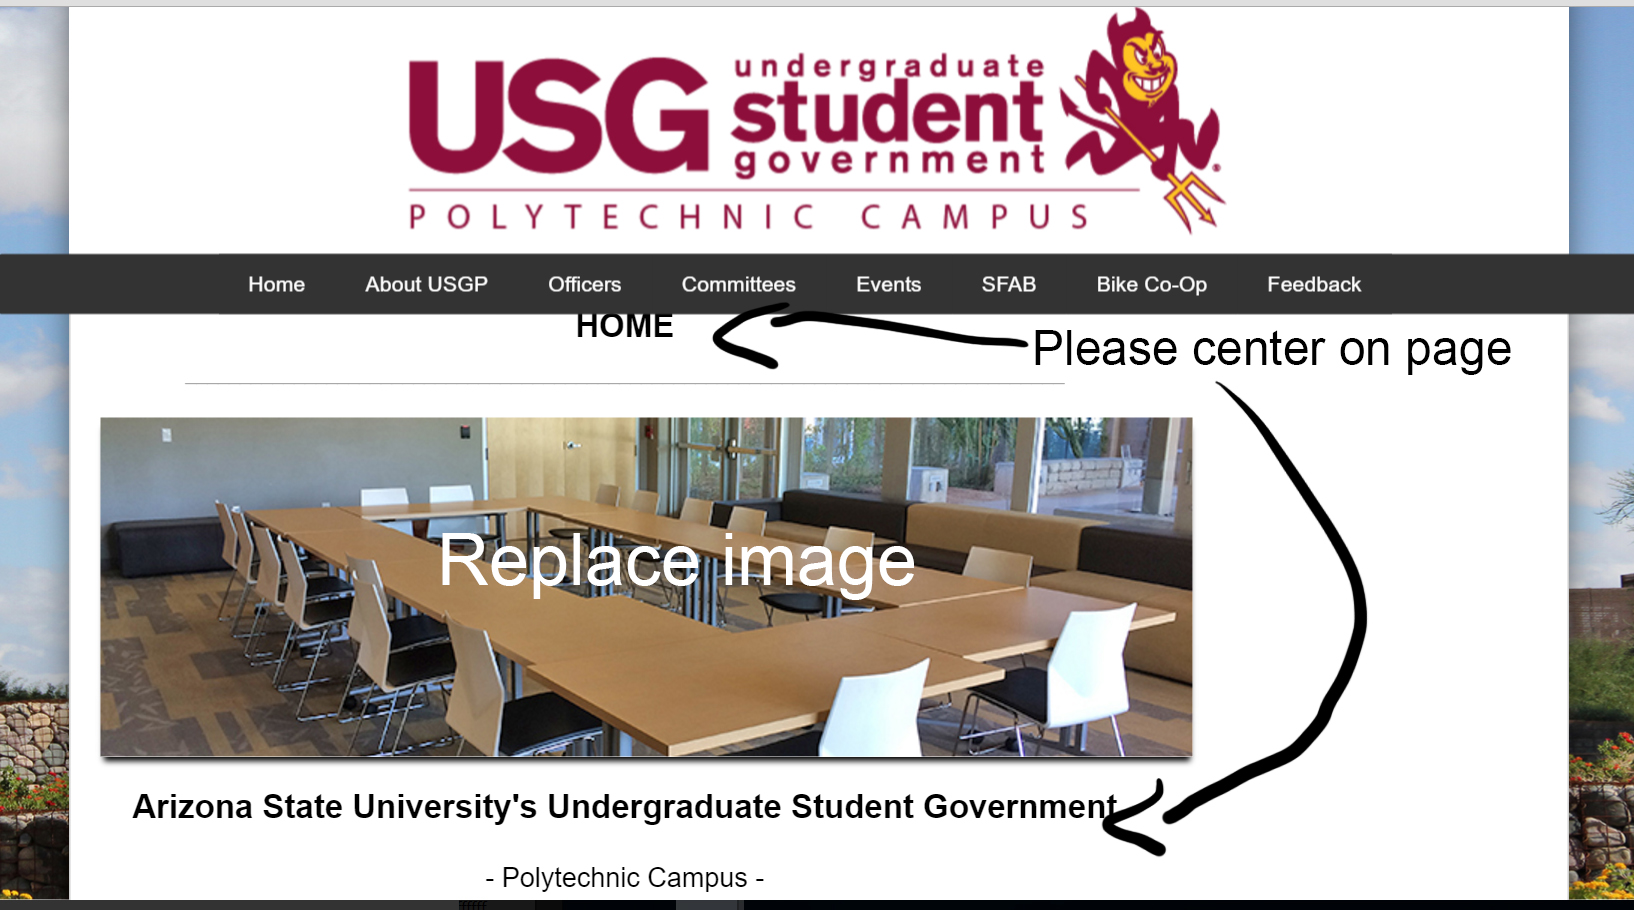 USG undergraduate
student
government
POLYTECHNIC CAMPUS
Home About USGP Officers Committees Events SFAB Bike Co-Op Feedback
HOME
Please center on page
Replace image
Arizona State University's Undergraduate Student Government
- Polytechnic Campus -